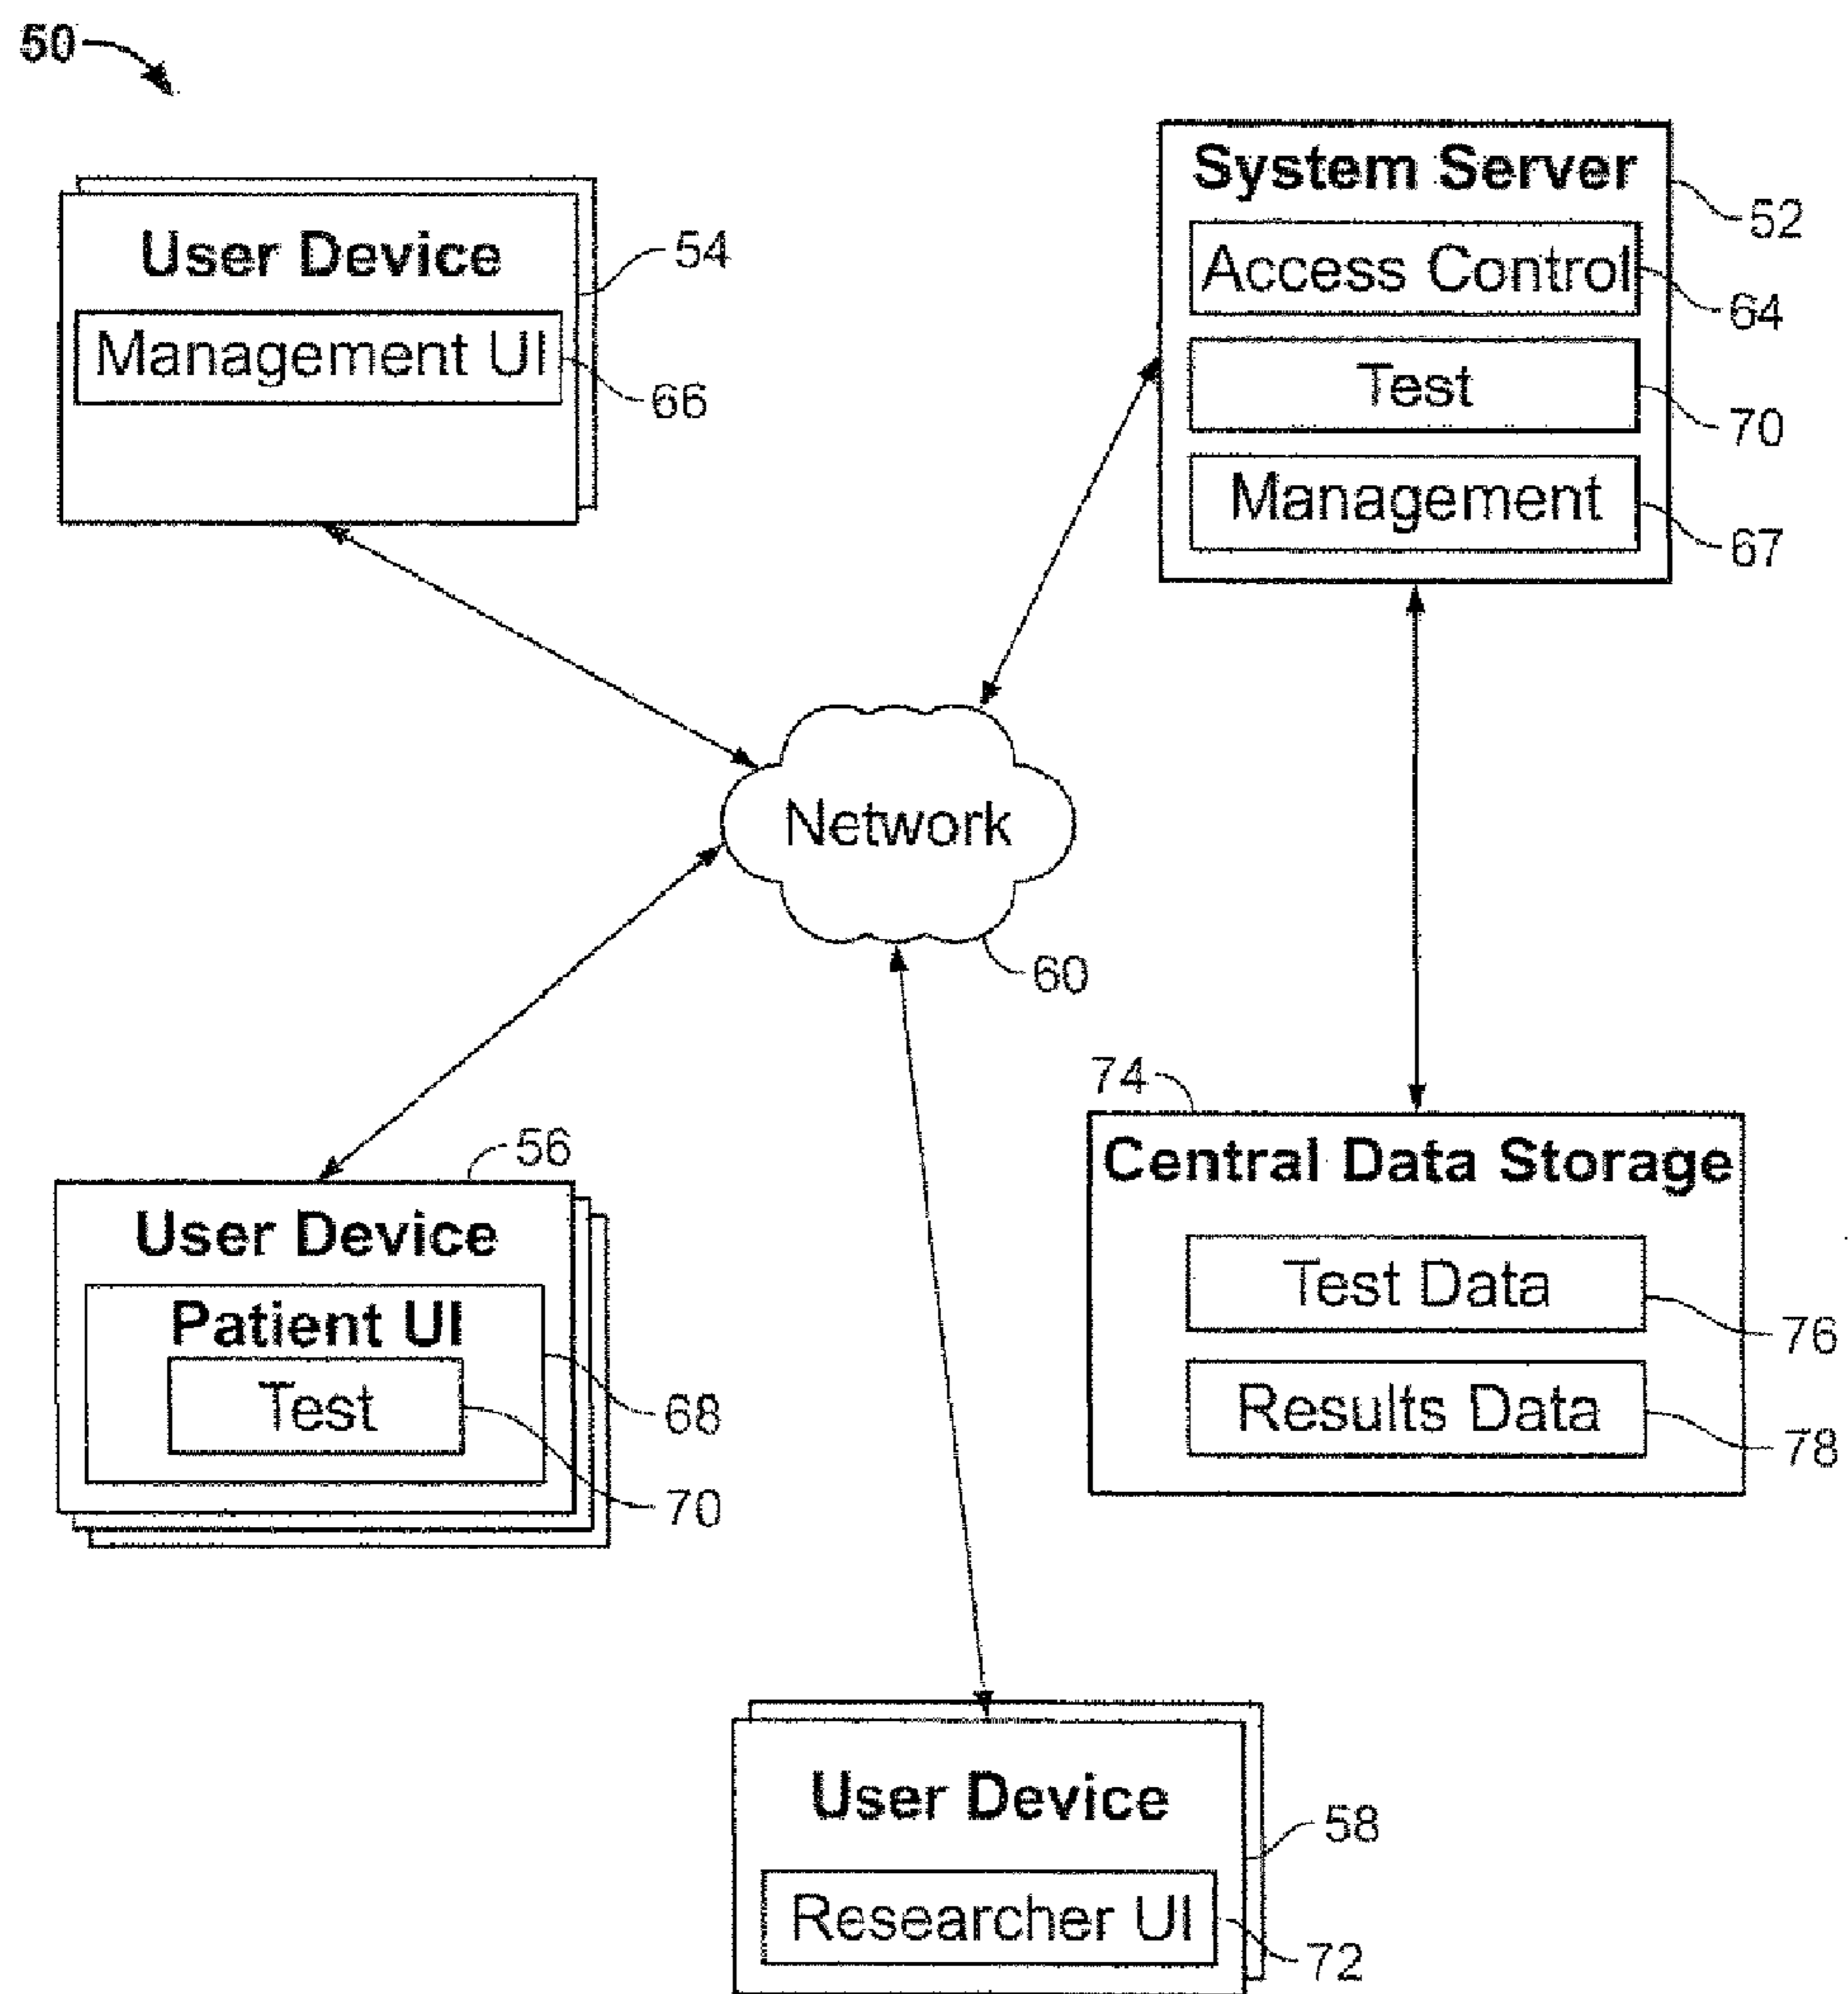 50
User Device
54
Management UI
66
System Server
52
Access Control
64
Test
70
Management
67
Network
60
74
Central Data Storage
Test Data
76
Results Data
78
56
User Device
Patient UI
Test
68
70
User Device
58
Researcher UI
72